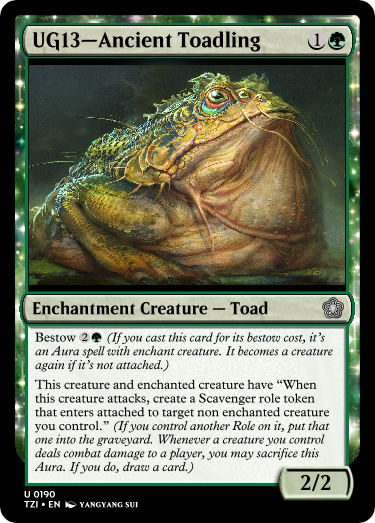 UG13—Ancient Toadling 1
Enchantment Creature — Toad
Bestow 2 (If you cast this card for its bestow cost, it's
an Aura spell with enchant creature. It becomes a creature
again if it's not attached.)
This creature and enchanted creature have “When
this creature attacks, create a Scavenger role token
that enters attached to target non enchanted creature
you control.” (If you control another Role on it, put that
one into the graveyard. Whenever a creature you control
deals combat damage to a player, you may sacrifice this
Aura. If you do, draw a card.)
2/2
U 0190
TZI • EN YANGYANG SUI